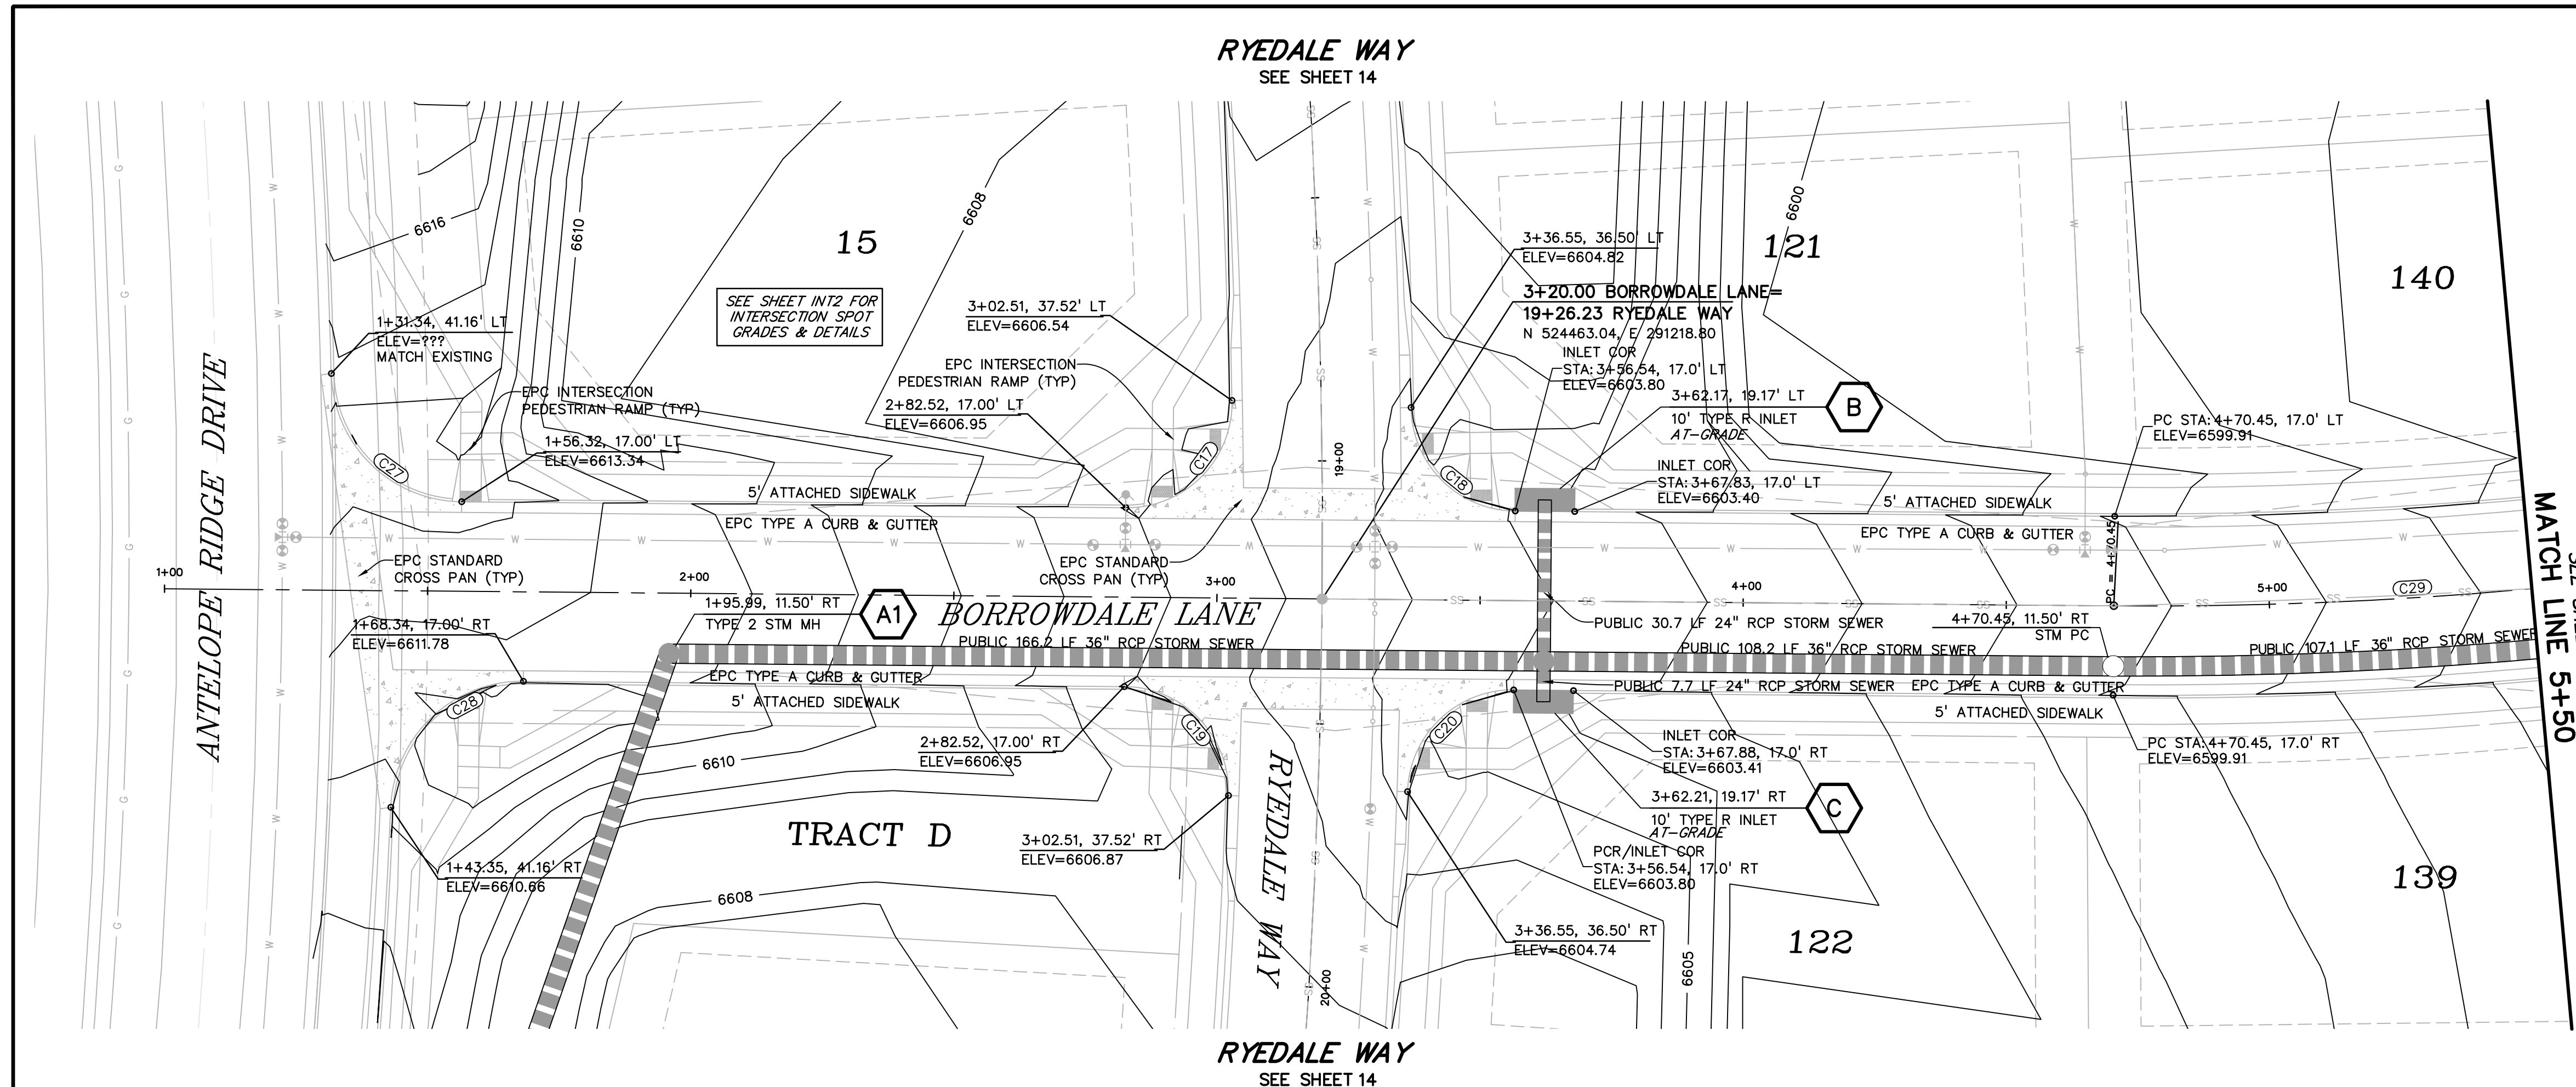 RYEDALE WAY
SEE SHEET 14
6616
6610
15
6608
6600
121
140
SEE SHEET INT2 FOR
INTERSECTION SPOT
GRADES & DETAILS
1+31.34, 41.16' LT
ELEV=???
MATCH EXISTING
3+02.51, 37.52' LT
ELEV=6606.54
3+36.55, 36.50' LT
ELEV=6604.82
3+20.00 BORROWDALE LANE=
19+26.23 RYEDALE WAY
N 524463.04, E 291218.80
INLET COR
STA: 3+56.54, 17.0' LT
ELEV=6603.80
EPC INTERSECTION
PEDESTRIAN RAMP (TYP)
EPC INTERSECTION
PEDESTRIAN RAMP (TYP)
2+82.52, 17.00' LT
ELEV=6606.95
1+56.32, 17.00' LT
ELEV=6613.34
3+62.17, 19.17' LT
10' TYPE R INLET
AT-GRADE
B
INLET COR
STA: 3+67.83, 17.0' LT
ELEV=6603.40
PC STA: 4+70.45, 17.0' LT
ELEV=6599.91
ANTELOPE RIDGE DRIVE
C27
C17
C18
19+00
5' ATTACHED SIDEWALK
EPC TYPE A CURB & GUTTER
5' ATTACHED SIDEWALK
EPC TYPE A CURB & GUTTER
EPC STANDARD
CROSS PAN (TYP)
EPC STANDARD
CROSS PAN (TYP)
PC = 4+70.45
1+00
2+00
3+00
4+00
5+00
C29
MATCH LINE 5+50
1+95.99, 11.50' RT
TYPE 2 STM MH
A1
BORROWDALE LANE
1+68.34, 17.00' RT
ELEV=6611.78
PUBLIC 166.2 LF 36" RCP STORM SEWER
PUBLIC 30.7 LF 24" RCP STORM SEWER
4+70.45, 11.50' RT
STM PC
PUBLIC 108.2 LF 36" RCP STORM SEWER
PUBLIC 107.1 LF 36" RCP STORM SEWER
EPC TYPE A CURB & GUTTER
5' ATTACHED SIDEWALK
PUBLIC 7.7 LF 24" RCP STORM SEWER
EPC TYPE A CURB & GUTTER
5' ATTACHED SIDEWALK
C28
C19
C20
2+82.52, 17.00' RT
ELEV=6606.95
6610
INLET COR
STA: 3+67.88, 17.0' RT
ELEV=6603.41
PC STA: 4+70.45, 17.0' RT
ELEV=6599.91
3+62.21, 19.17' RT
10' TYPE R INLET
AT-GRADE
C
TRACT D
3+02.51, 37.52' RT
ELEV=6606.87
RYEDALE WAY
PCR/INLET COR
STA: 3+56.54, 17.0' RT
ELEV=6603.80
1+43.35, 41.16' RT
ELEV=6610.66
6608
139
3+36.55, 36.50' RT
ELEV=6604.74
122
6605
20+00
RYEDALE WAY
SEE SHEET 14